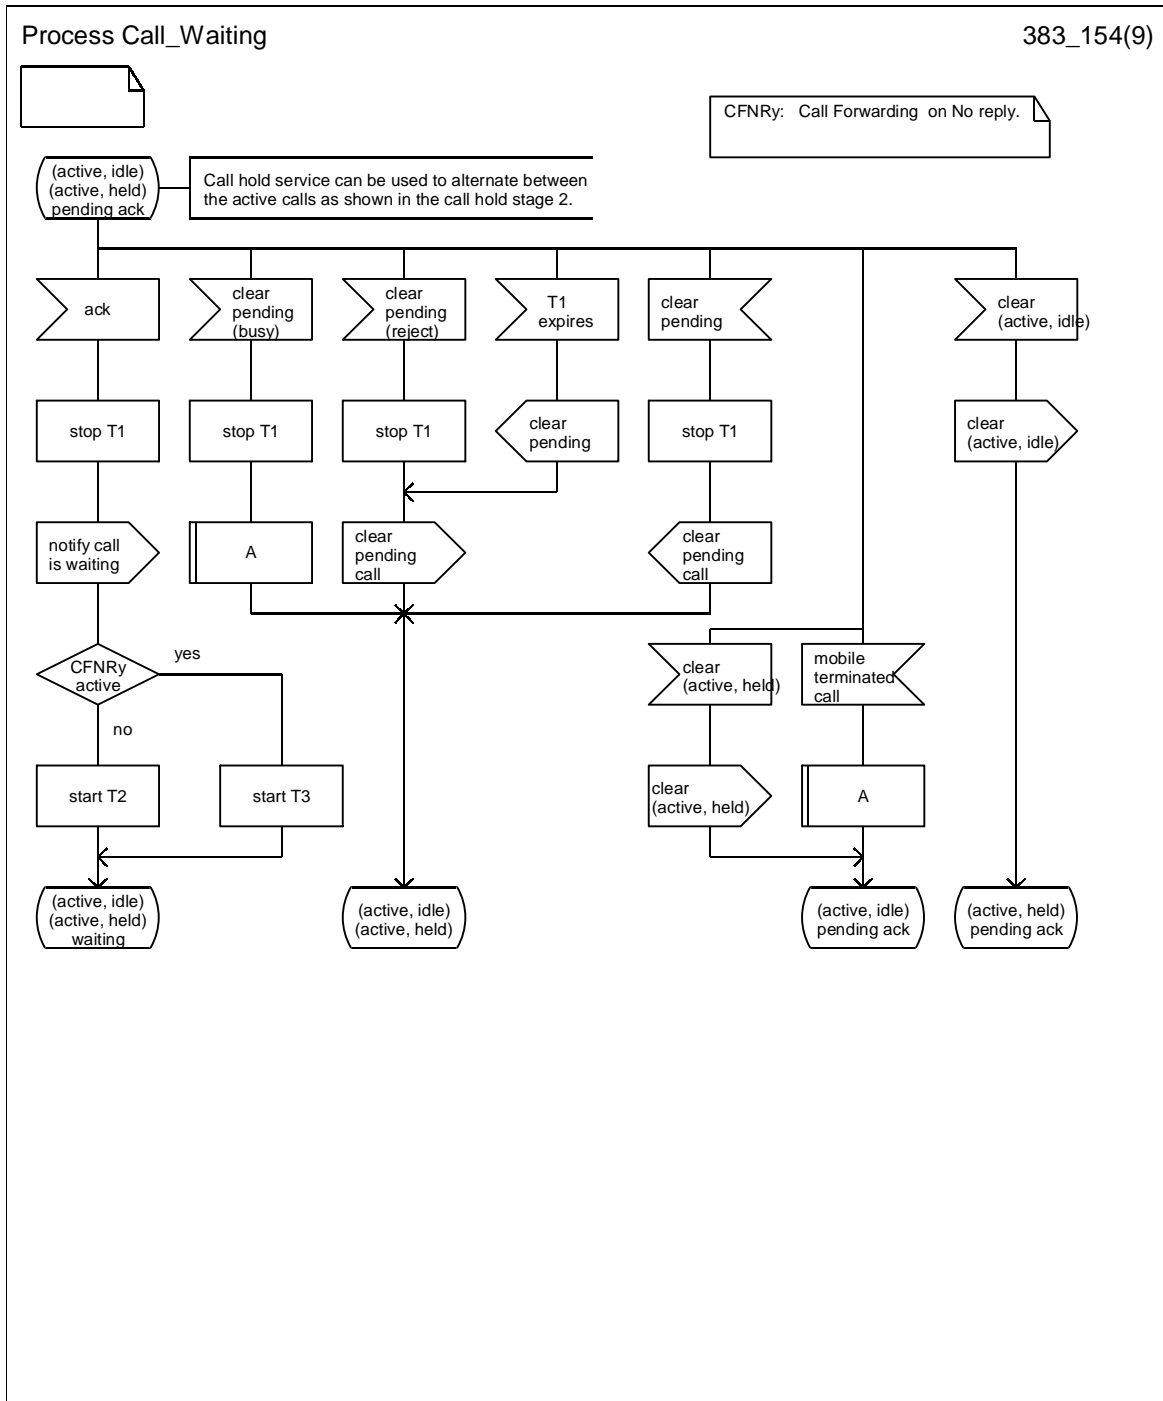 Process Call_Waiting
383_154(9)
CFNRy: Call Forwarding on No reply.
(active, idle)
(active, held)
pending ack
Call hold service can be used to alternate between
the active calls as shown in the call hold stage 2.
ack
clear
pending
(busy)
clear
pending
(reject)
T1
expires
clear
pending
clear
(active, idle)
stop T1
stop T1
stop T1
clear
pending
stop T1
clear
(active, idle)
notify call
is waiting
A
clear
pending
call
clear
pending
call
CFNRy
active
yes
no
clear
(active, held)
mobile
terminated
call
start T2
start T3
clear
(active, held)
A
(active, idle)
(active, held)
waiting
(active, idle)
(active, held)
(active, idle)
pending ack
(active, held)
pending ack